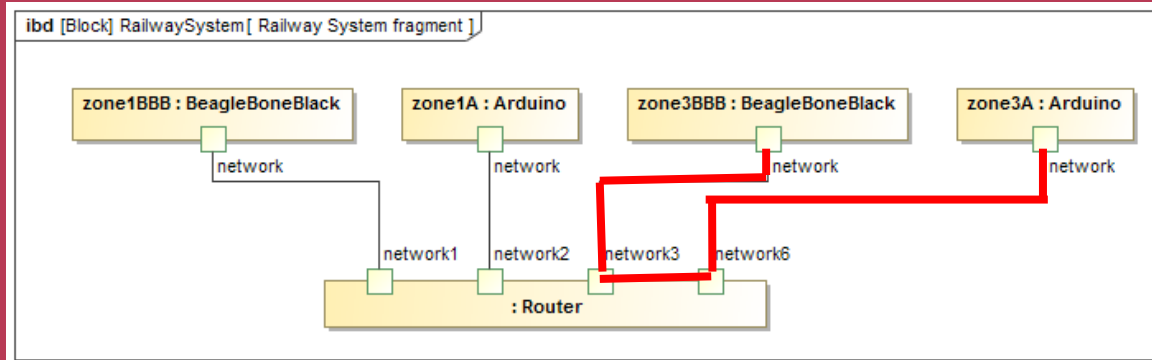 ibd [Block] RailwaySystem[ Railway System fragment ]
zone1BBB : BeagleBoneBlack
zone1A : Arduino
zone3BBB : BeagleBoneBlack
zone3A : Arduino
network
network
network
network
network1
network2
network3
network6
: Router